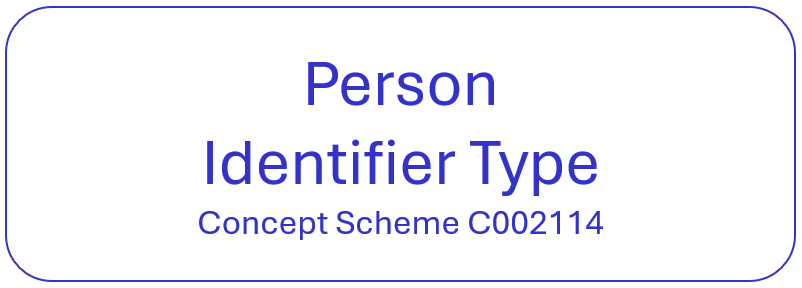 Person
Identifier Type
Concept Scheme C002114